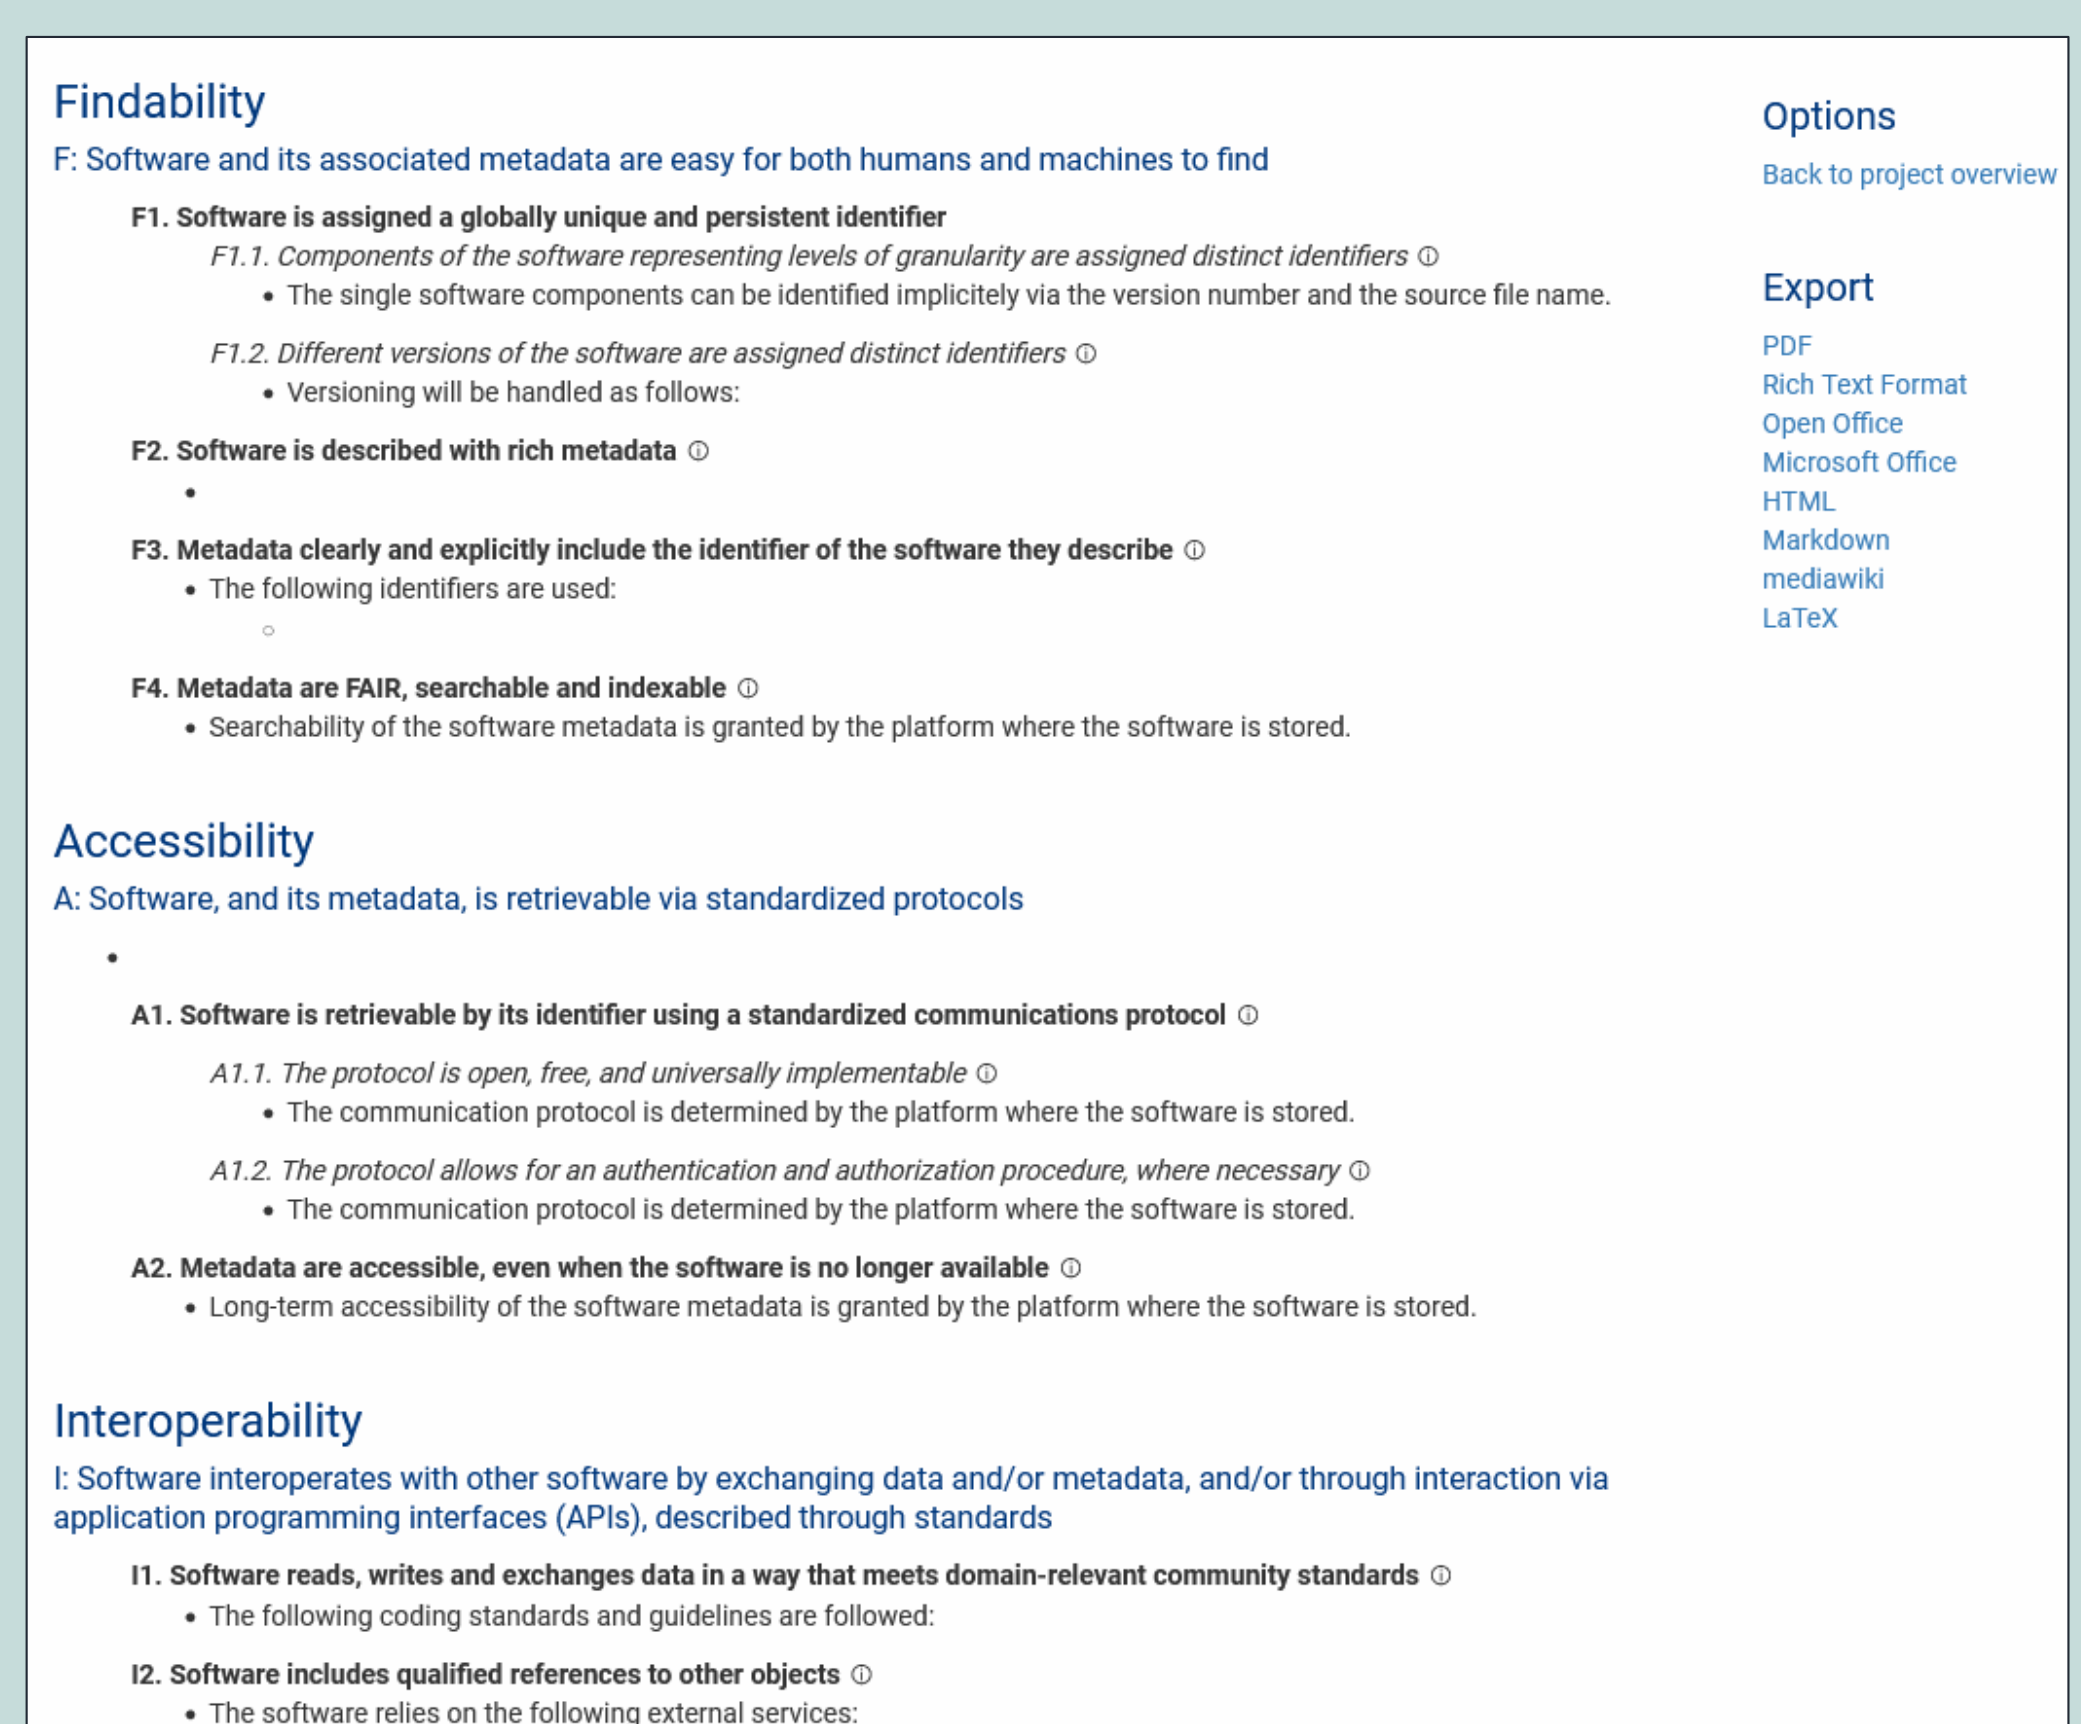 Findability
F: Software and its associated metadata are easy for both humans and machines to find
F1. Software is assigned a globally unique and persistent identifier
F1.1. Components of the software representing levels of granularity are assigned distinct identifiers ⓘ
• The single software components can be identified implicitely via the version number and the source file name.
F1.2. Different versions of the software are assigned distinct identifiers ⓘ
• Versioning will be handled as follows:
F2. Software is described with rich metadata ⓘ
•
F3. Metadata clearly and explicitly include the identifier of the software they describe ⓘ
• The following identifiers are used:
○
F4. Metadata are FAIR, searchable and indexable ⓘ
• Searchability of the software metadata is granted by the platform where the software is stored.
Accessibility
A: Software, and its metadata, is retrievable via standardized protocols
•
A1. Software is retrievable by its identifier using a standardized communications protocol ⓘ
A1.1. The protocol is open, free, and universally implementable ⓘ
• The communication protocol is determined by the platform where the software is stored.
A1.2. The protocol allows for an authentication and authorization procedure, where necessary ⓘ
• The communication protocol is determined by the platform where the software is stored.
A2. Metadata are accessible, even when the software is no longer available ⓘ
• Long-term accessibility of the software metadata is granted by the platform where the software is stored.
Interoperability
I: Software interoperates with other software by exchanging data and/or metadata, and/or through interaction via
application programming interfaces (APIs), described through standards
I1. Software reads, writes and exchanges data in a way that meets domain-relevant community standards ⓘ
• The following coding standards and guidelines are followed:
I2. Software includes qualified references to other objects ⓘ
• The software relies on the following external services:
Options
Back to project overview
Export
PDF
Rich Text Format
Open Office
Microsoft Office
HTML
Markdown
mediawiki
LaTeX